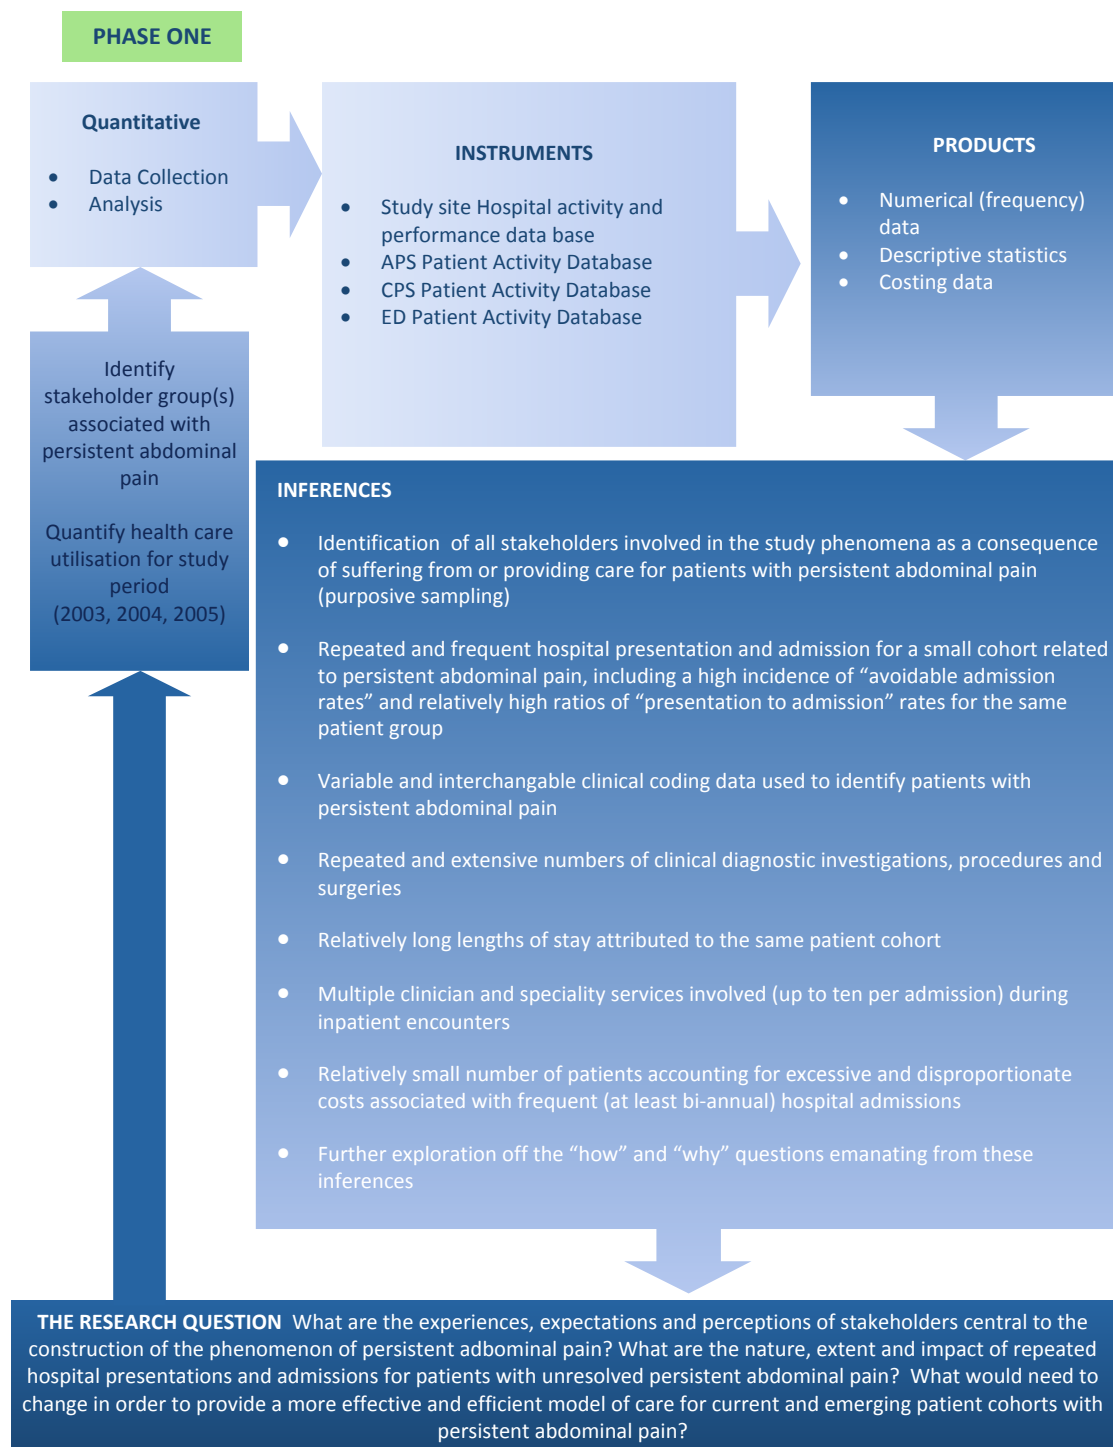 PHASE ONE
Quantitative
• Data Collection
• Analysis
INSTRUMENTS
• Study site Hospital activity and
performance data base
• APS Patient Activity Database
• CPS Patient Activity Database
• ED Patient Activity Database
PRODUCTS
• Numerical (frequency)
data
• Descriptive statistics
• Costing data
Identify
stakeholder group(s)
associated with
persistent abdominal
pain
Quantify health care
utilisation for study
period
(2003, 2004, 2005)
INFERENCES
• Identification of all stakeholders involved in the study phenomena as a consequence
of suffering from or providing care for patients with persistent abdominal pain
(purposive sampling)
• Repeated and frequent hospital presentation and admission for a small cohort related
to persistent abdominal pain, including a high incidence of “avoidable admission
rates” and relatively high ratios of “presentation to admission” rates for the same
patient group
• Variable and interchangable clinical coding data used to identify patients with
persistent abdominal pain
• Repeated and extensive numbers of clinical diagnostic investigations, procedures and
surgeries
• Relatively long lengths of stay attributed to the same patient cohort
• Multiple clinician and speciality services involved (up to ten per admission) during
inpatient encounters
• Relatively small number of patients accounting for excessive and disproportionate
costs associated with frequent (at least bi-annual) hospital admissions
• Further exploration off the “how” and “why” questions emanating from these
inferences
THE RESEARCH QUESTION What are the experiences, expectations and perceptions of stakeholders central to the
construction of the phenomenon of persistent adbominal pain? What are the nature, extent and impact of repeated
hospital presentations and admissions for patients with unresolved persistent abdominal pain? What would need to
change in order to provide a more effective and efficient model of care for current and emerging patient cohorts with
persistent abdominal pain?